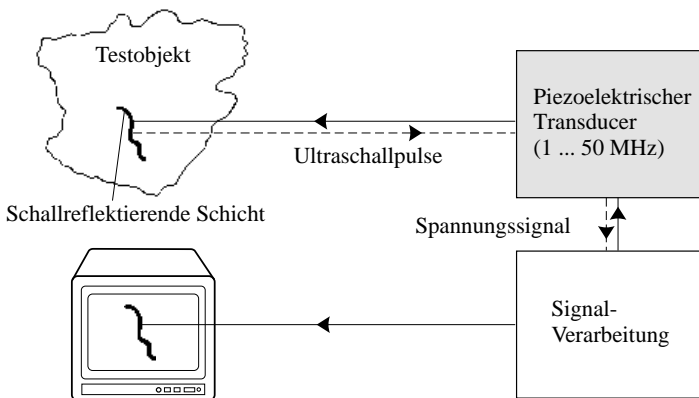 Testobjekt
Piezoelektrischer
Transducer
(1 ... 50 MHz)
Ultraschallpulse
Schallreflektierende Schicht
Spannungssignal
Signal-
Verarbeitung